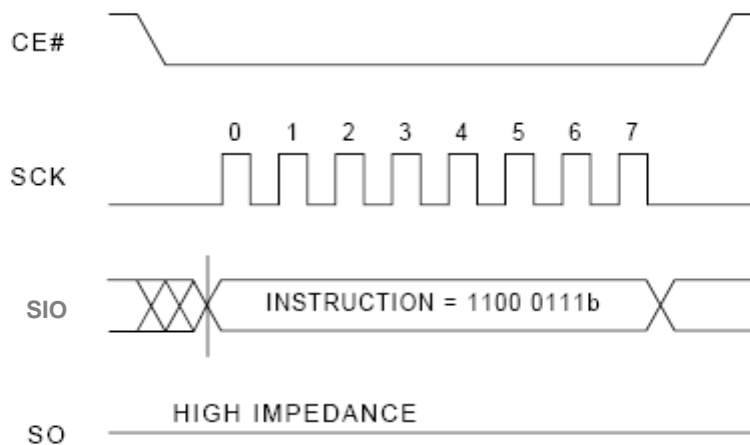 CE#
0 1 2 3 4 5 6 7
SCK
SIO
INSTRUCTION = 1100 0111b
HIGH IMPEDANCE
SO